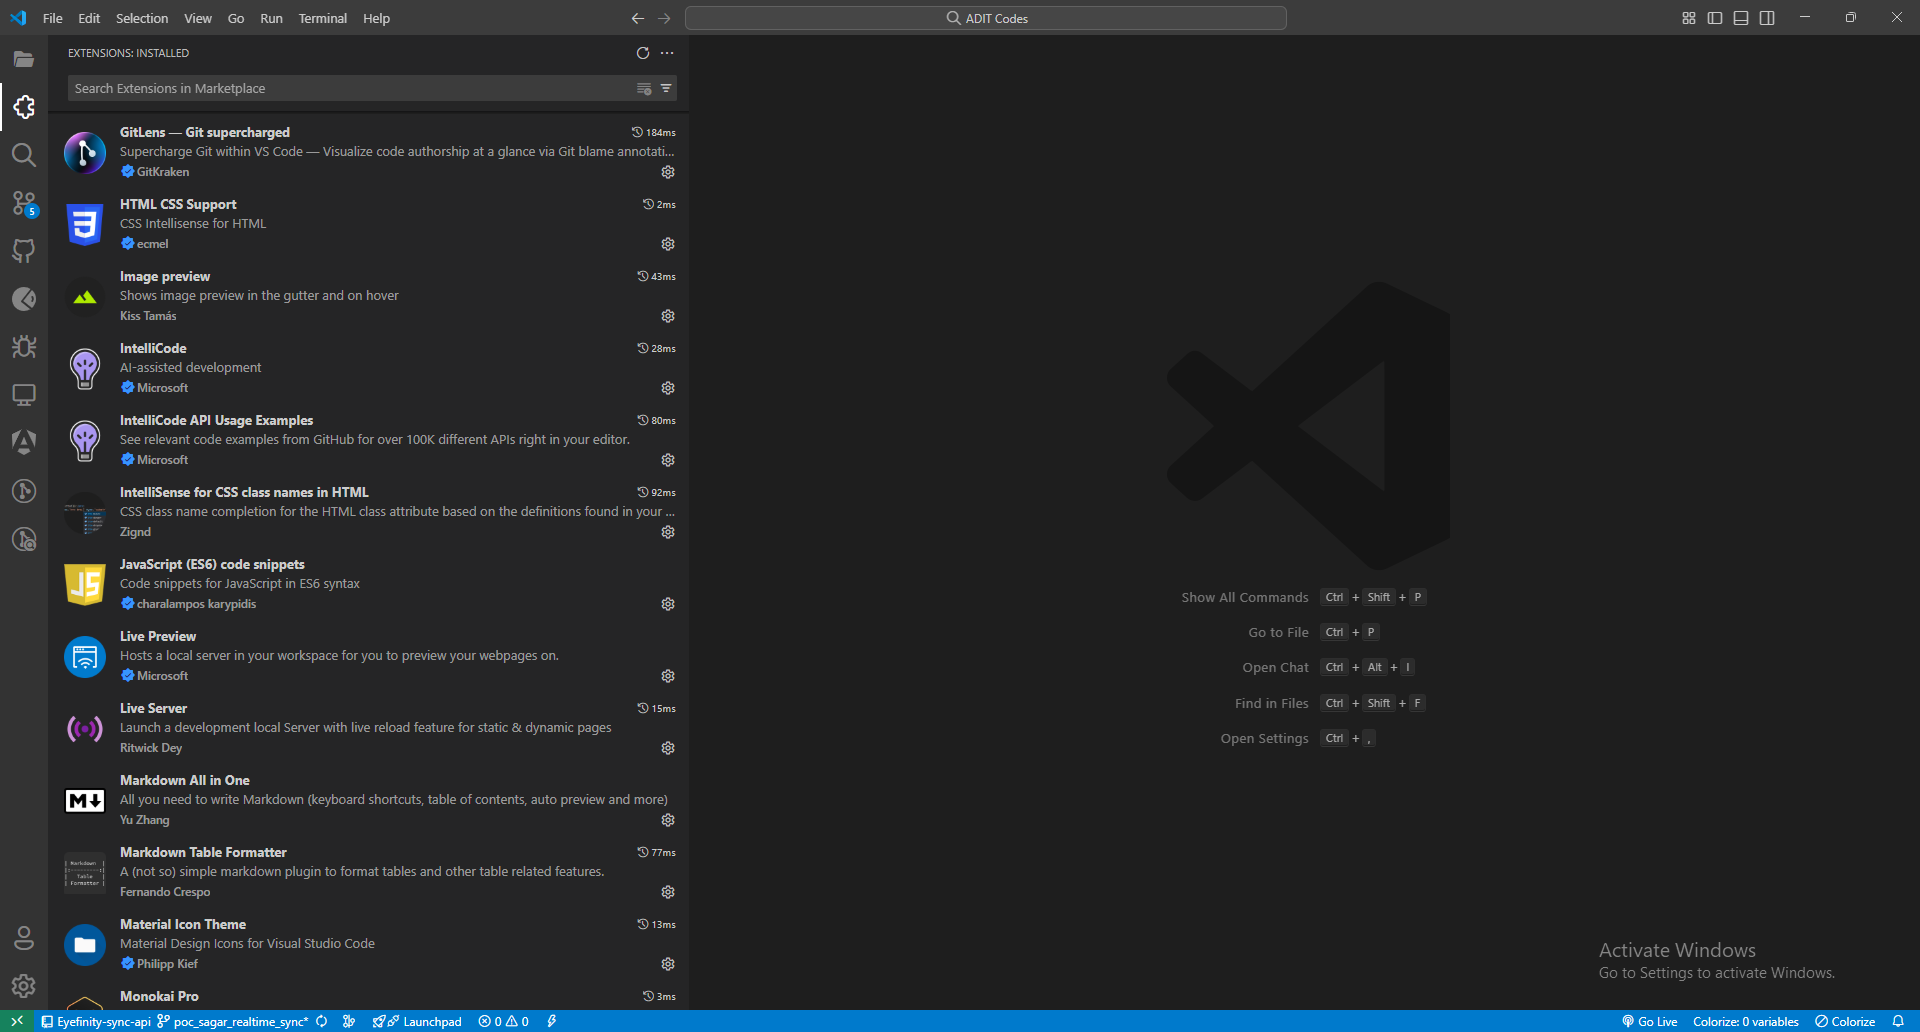 File Edit Selection View Go Run Terminal Help
ADIT Codes
EXTENSIONS: INSTALLED
Search Extensions in Marketplace
GitLens — Git supercharged 184ms
Supercharge Git within VS Code — Visualize code authorship at a glance via Git blame annotati...
GitKraken
HTML CSS Support 2ms
CSS Intellisense for HTML
ecmel
Image preview 43ms
Shows image preview in the gutter and on hover
Kiss Tamás
IntelliCode 28ms
AI-assisted development
Microsoft
IntelliCode API Usage Examples 80ms
See relevant code examples from GitHub for over 100K different APIs right in your editor.
Microsoft
IntelliSense for CSS class names in HTML 92ms
CSS class name completion for the HTML class attribute based on the definitions found in your ...
Zignd
JS
JavaScript (ES6) code snippets
Code snippets for JavaScript in ES6 syntax
charalampos karypidis
Live Preview
Hosts a local server in your workspace for you to preview your webpages on.
Microsoft
Live Server 15ms
Launch a development local Server with live reload feature for static & dynamic pages
Ritwick Dey
Markdown All in One
All you need to write Markdown (keyboard shortcuts, table of contents, auto preview and more)
Yu Zhang
Markdown Table Formatter 77ms
A (not so) simple markdown plugin to format tables and other table related features.
Fernando Crespo
Markdown
Table
Formatter
Material Icon Theme 13ms
Material Design Icons for Visual Studio Code
Philipp Kief
Monokai Pro 3ms
5
Show All Commands Ctrl + Shift + P
Go to File Ctrl + P
Open Chat Ctrl + Alt + I
Find in Files Ctrl + Shift + F
Open Settings Ctrl + ,
Activate Windows
Go to Settings to activate Windows.
Eyefinity-sync-api poc_sagar_realtime_sync* Launchpad 0 0 Go Live Colorize: 0 variables Colorize